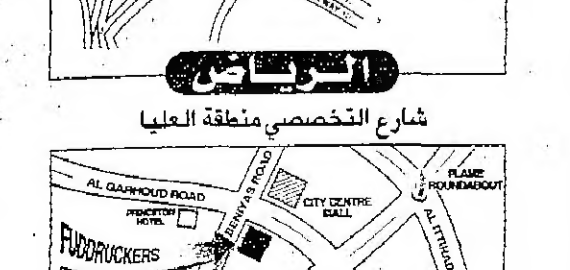 الرياض
شارع التخصصي منطقة العليا
BENIYAS ROAD
AL GARHOUD ROAD
PRINCETON
HOTEL
CITY CENTRE
MALL
FLAME
ROUNDABOUT
AL ITTIHAD
FUDDRUCKERS